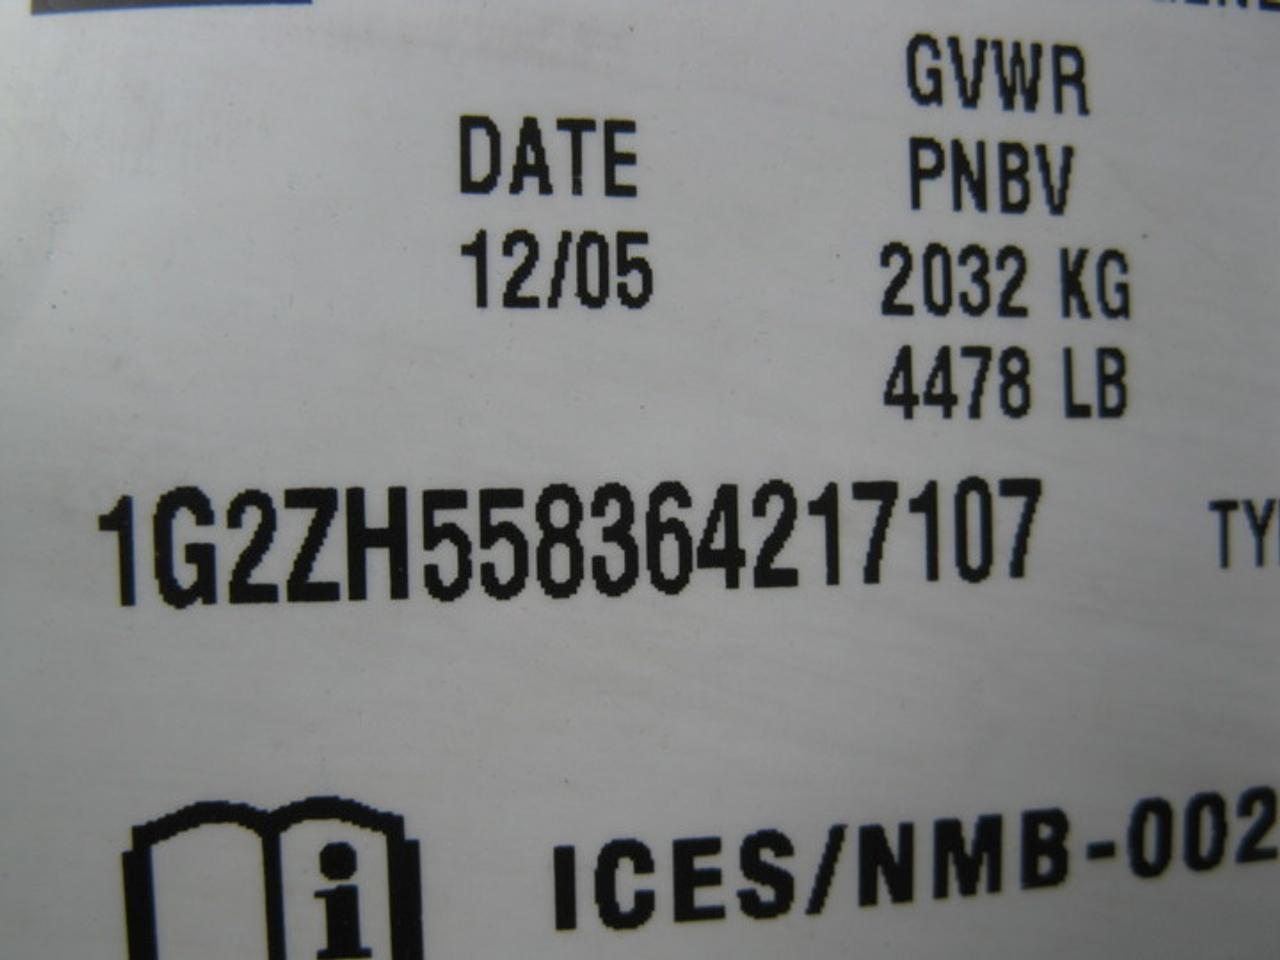 GVWR
DATE
PNBV
12/05
2032 KG
4478 LB
1G2ZH558364217107
ICES/NMB-002
i